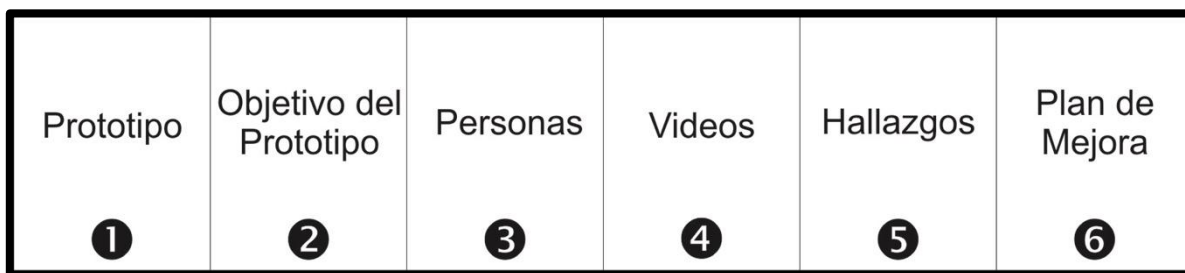 Prototipo
Objetivo del
Prototipo
Personas
Videos
Hallazgos
Plan de
Mejora
1
2
3
4
5
6